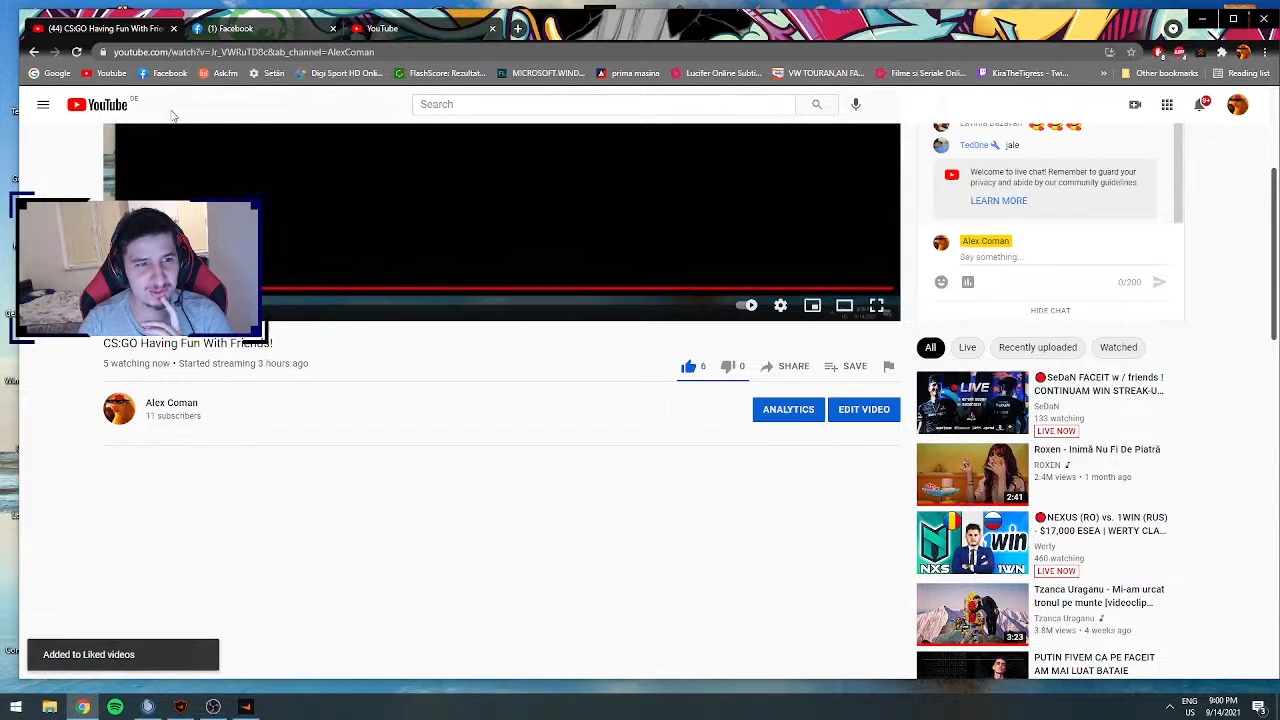 (44) CS:GO Having Fun With Frie
(1) Facebook
YouTube
youtube.com/watch?v=Jr_VWRuTD8c&ab_channel=AlexComan
Google
Youtube
Facebook
Askfm
Setări
Digi Sport HD Onl...
FlashScore: Rezultat...
MICROSOFT.WIND...
prima masina
Lucifer Online Subti...
VW TOURAN,AN FA...
Filme si Seriale Onli...
KiraTheTigress - Twi...
»
Other bookmarks
Reading list
YouTube DE
Search
9+
TedOne jale
Welcome to live chat! Remember to guard your
privacy and abide by our community guidelines.
LEARN MORE
Alex Coman
Say something...
0/200
HIDE CHAT
CS:GO Having Fun With Friends!
5 watching now • Started streaming 3 hours ago
6
0
SHARE
SAVE
Alex Coman
11 subscribers
ANALYTICS
EDIT VIDEO
All
Live
Recently uploaded
Watched
LIVE
🔴SeDaN FACEIT w / friends !
CONTINUAM WIN STREAK-U...
SeDaN
133 watching
LIVE NOW
Roxen - Inimă Nu Fi De Piatră
ROXEN
2.4M views • 1 month ago
2:41
🔴NEXUS (RO) vs. 1WIN (RUS)
- $17,000 ESEA | WERTY CLA...
Werty
460 watching
LIVE NOW
NXS
1WN
1win
Tzanca Uraganu - Mi-am urcat
tronul pe munte [videoclip...
Tzanca Uraganu
3.8M views • 4 weeks ago
3:23
PUTIN FIVEM GATA FACEIT
AM MAI LUAT BATAIE
Added to Liked videos
ENG
US
9:00 PM
9/14/2021